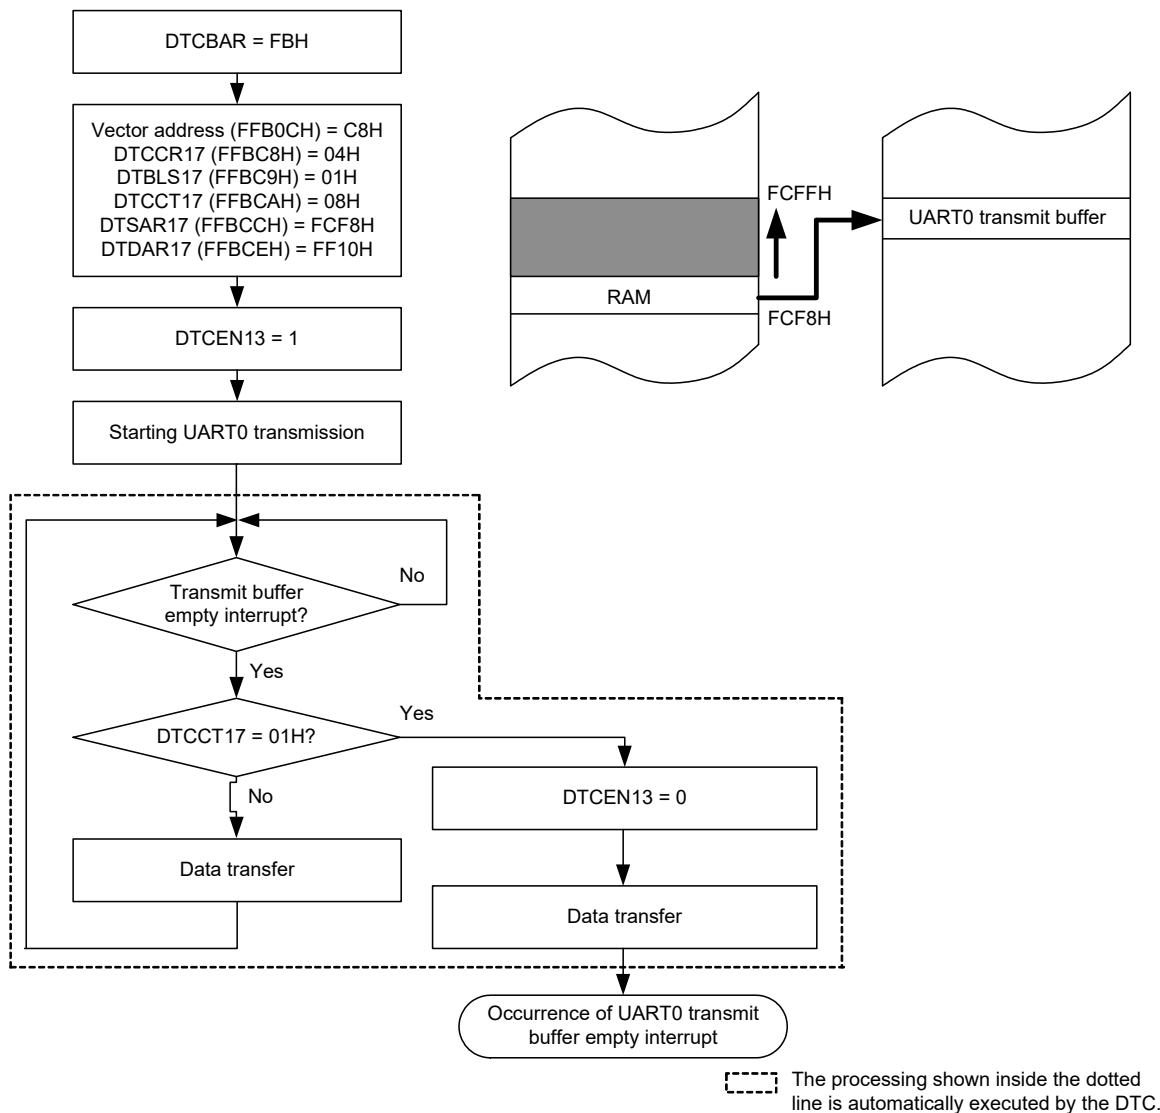 DTCBAR = FBH
Vector address (FFB0CH) = C8H
DTCCR17 (FFBC8H) = 04H
DTBLS17 (FFBC9H) = 01H
DTCCT17 (FFBCAH) = 08H
DTSAR17 (FFBCCH) = FCF8H
DTDAR17 (FFBCEH) = FF10H
DTCEN13 = 1
Starting UART0 transmission
FCFFH
UART0 transmit buffer
RAM
FCF8H
Transmit buffer
empty interrupt?
No
Yes
DTCCT17 = 01H?
Yes
No
DTCEN13 = 0
Data transfer
Data transfer
Occurrence of UART0 transmit
buffer empty interrupt
The processing shown inside the dotted
line is automatically executed by the DTC.